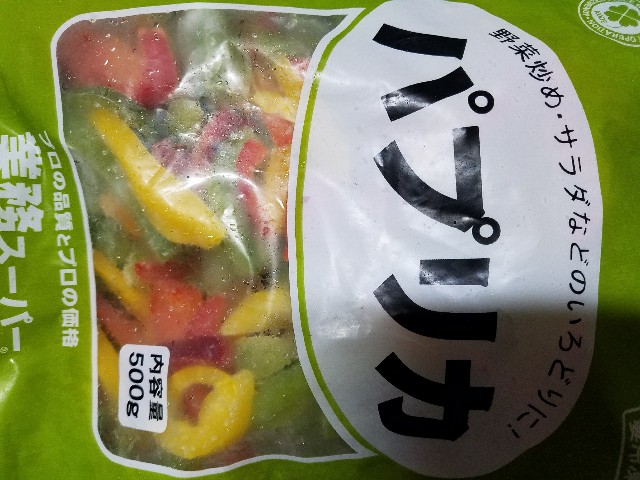 野菜炒め・サラダなどのいろどりに!
パプリカ
内容量
500g
プロの品質とプロの価格
業務スーパー®